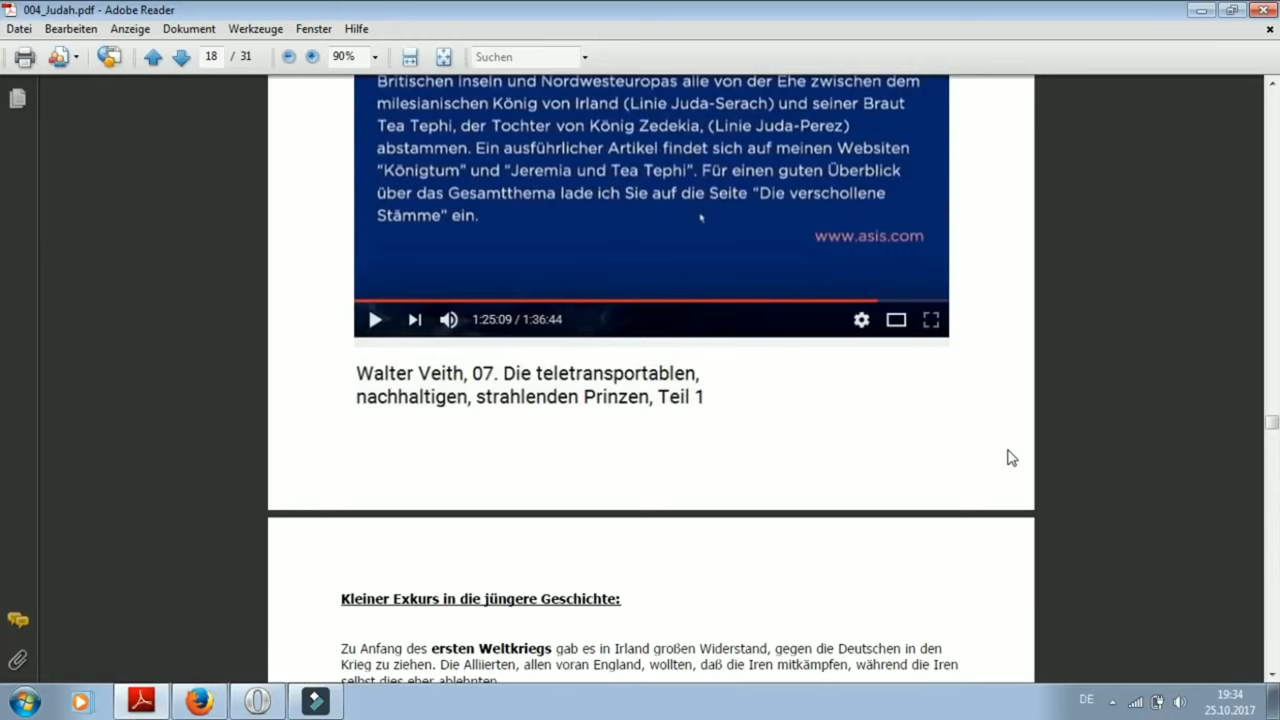 004_Judah.pdf - Adobe Reader
Datei Bearbeiten Anzeige Dokument Werkzeuge Fenster Hilfe
18 / 31 90% Suchen
Britischen Inseln und Nordwesteuropas alle von der Ehe zwischen dem
milesianischen König von Irland (Linie Juda-Serach) und seiner Braut
Tea Tephi, der Tochter von König Zedekia, (Linie Juda-Perez)
abstammen. Ein ausführlicher Artikel findet sich auf meinen Websiten
“Königtum” und “Jeremia und Tea Tephi”. Für einen guten Überblick
über das Gesamtthema lade ich Sie auf die Seite “Die verschollene
Stämme” ein.
www.asis.com
1:25:09 / 1:36:44
Walter Veith, 07. Die teletransportablen,
nachhaltigen, strahlenden Prinzen, Teil 1
Kleiner Exkurs in die jüngere Geschichte:
Zu Anfang des ersten Weltkriegs gab es in Irland großen Widerstand, gegen die Deutschen in den
Krieg zu ziehen. Die Alliierten, allen voran England, wollten, daß die Iren mitkämpfen, während die Iren
selbst dies eher ablehnten.
DE
19:34
25.10.2017